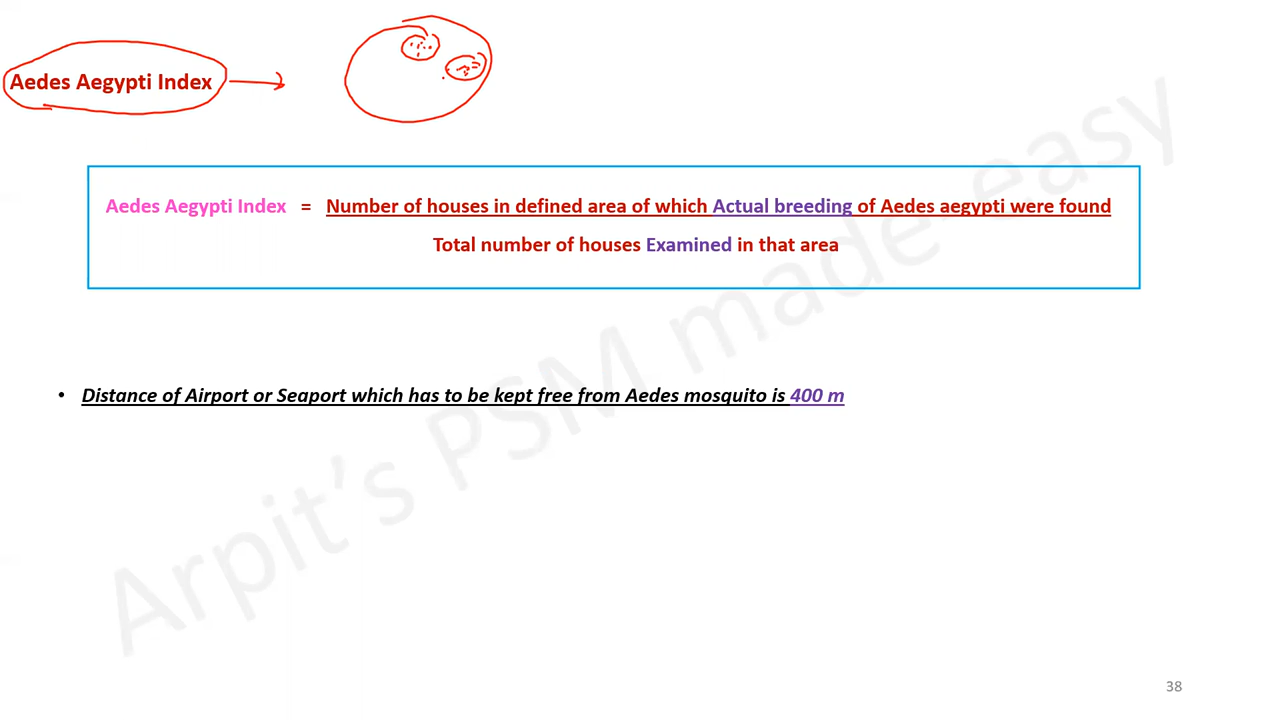 Aedes Aegypti Index
Aedes Aegypti Index = Number of houses in defined area of which Actual breeding of Aedes aegypti were found
Total number of houses Examined in that area
• Distance of Airport or Seaport which has to be kept free from Aedes mosquito is 400 m
Arpit's PSM made easy
38